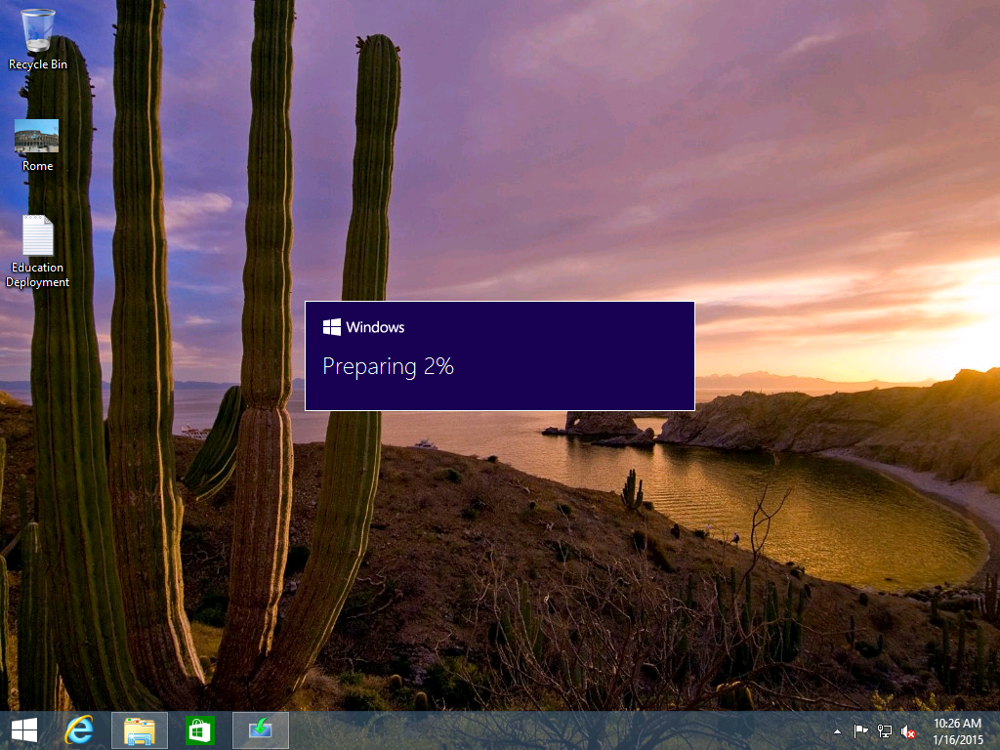 Recycle Bin
Rome
Education
Deployment
Windows
Preparing 2%
10:26 AM
1/16/2015